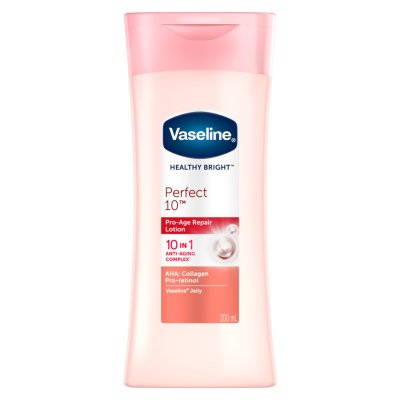 Vaseline™
HEALTHY BRIGHT™
Perfect
10™
Pro-Age Repair
Lotion
10 IN 1
ANTI-AGING
COMPLEX*
AHA: Collagen
Pro-retinol
Vaseline® Jelly
200 mL